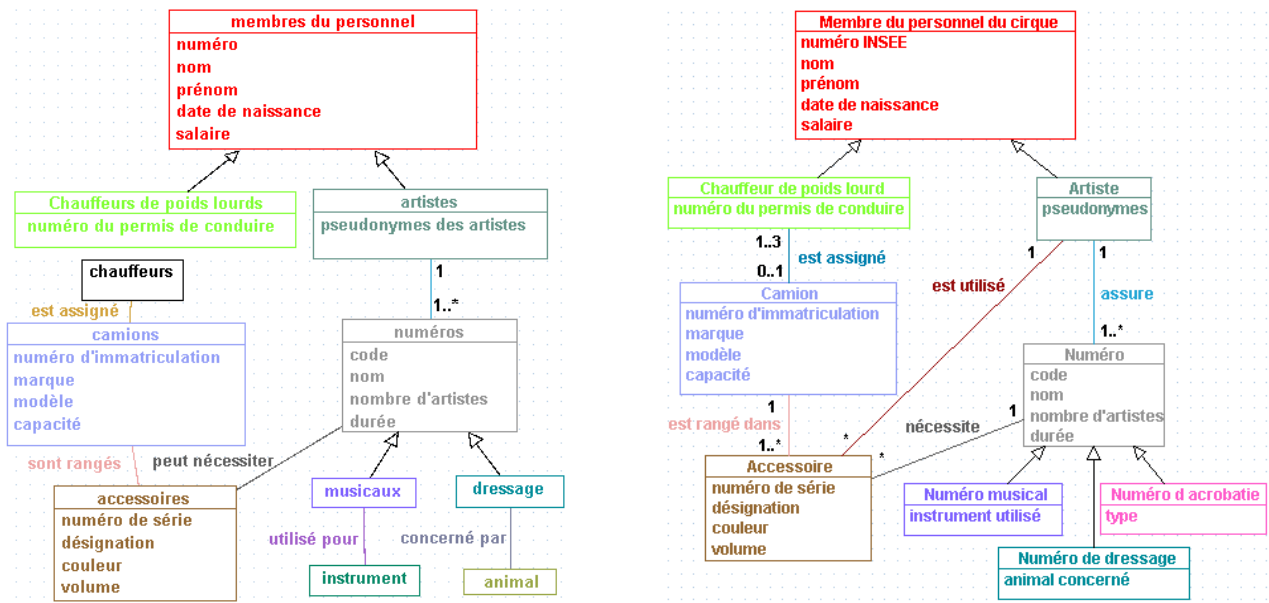 membres du personnel
numéro
nom
prénom
date de naissance
salaire
Chauffeurs de poids lourds
numéro du permis de conduire
artistes
pseudonymes des artistes
chauffeurs
1
est assigné
1..*
camions
numéro d'immatriculation
marque
modèle
capacité
numéros
code
nom
nombre d'artistes
durée
sont rangés
peut nécessiter
accessoires
numéro de série
désignation
couleur
volume
musicaux
dressage
utilisé pour
concerné par
instrument
animal
Membre du personnel du cirque
numéro INSEE
nom
prénom
date de naissance
salaire
Chauffeur de poids lourd
numéro du permis de conduire
Artiste
pseudonymes
1..3
est assigné
0..1
1
1
est utilisé
assure
Camion
numéro d'immatriculation
marque
modèle
capacité
1..*
Numéro
code
nom
nombre d'artistes
durée
1
est rangé dans
1..*
nécessite
1
*
*
Accessoire
numéro de série
désignation
couleur
volume
Numéro musical
instrument utilisé
Numéro d acrobatie
type
Numéro de dressage
animal concerné